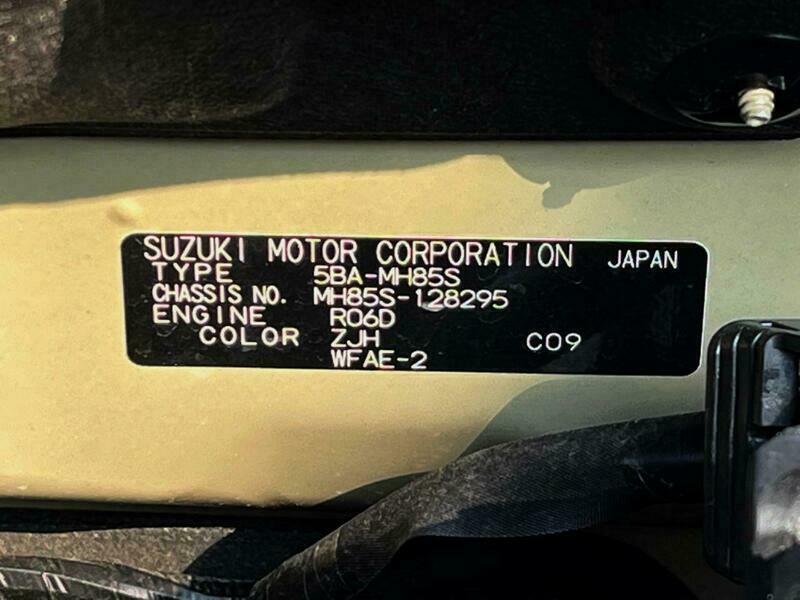 SUZUKI MOTOR CORPORATION JAPAN
TYPE 5BA-MH85S
CHASSIS NO. MH85S-128295
ENGINE R06D
COLOR ZJH C09
WFAE-2